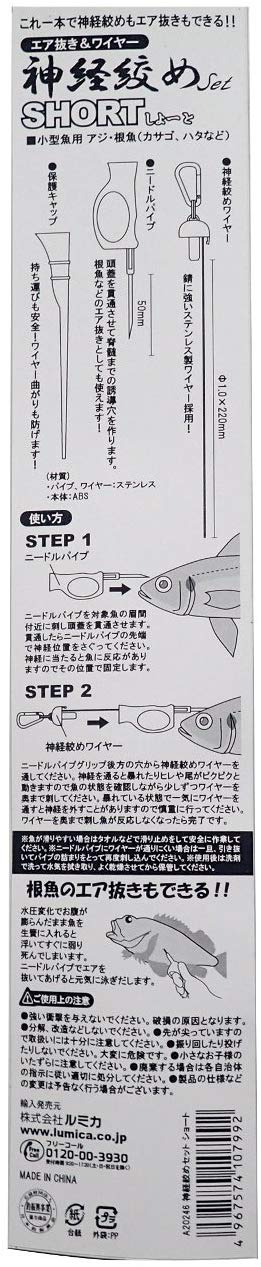 これ一本で神経絞めもエア抜きもできる!!
エア抜き&ワイヤー
神経絞めSet
SHORTしょーと
■小型魚用 アジ・根魚(カサゴ、ハタなど)
●神経絞めワイヤー
錆に強いステンレス製ワイヤー採用!
Φ1.0×220mm
●ニードルパイプ
50mm
頭蓋を貫通させて脊髄までの誘導穴を作ります。
根魚などのエア抜きとしても使えます!
●保護キャップ
持ち運びも安全!ワイヤー曲がりも防げます!
(材質)
・パイプ、ワイヤー:ステンレス
・本体:ABS
使い方
STEP 1
ニードルパイプ
ニードルパイプを対象魚の眉間
付近に刺し頭蓋を貫通させます。
貫通したらニードルパイプの先端
で神経位置をさぐってください。
神経に当たると魚に反応があり
ますのでその位置で固定します。
STEP 2
神経絞めワイヤー
ニードルパイプグリップ後方の穴から神経絞めワイヤーを
通してください。神経を通ると暴れたりヒレや尾がピクピクと
動きますので魚の状態を確認しながら少しずつワイヤーを
奥まで刺してください。暴れている状態で一気にワイヤーを
通すと神経を外すことがありますので慎重に行ってください。
ワイヤーを奥まで刺し魚が反応しなくなったら完了です。
※魚が滑りやすい場合はタオルなどで滑り止めをして安全に作業して
ください。※ニードルパイプにワイヤーが通りにくい場合は一旦、引き抜
いてパイプの詰まりをとって再度刺し込んでください。※使用後は洗剤
で洗って水気を拭き取り、よく乾燥させてから保管してください。
根魚のエア抜きもできる!!
水圧変化でお腹が
膨らんだまま魚を
生簀に入れると
浮いてすぐに弱り
死んでしまいます。
ニードルパイプでエアを
抜いてあげると元気に泳ぎだします。
ご使用上の注意
●強い衝撃を与えないでください。破損の原因となります。
●分解、改造などしないでください。●先が尖っていますの
で取扱いには十分に注意してください。●振り回したり投げ
たりしないでください。大変に危険です。●小さなお子様の
いたずらに注意してください。●廃棄する場合は各自治体
の指示に従い適切に処分してください。●製品の仕様など
の変更は予告なく行う場合がございます。
輸入発売元
株式会社ルミカ
www.lumica.co.jp
フリーコール
Free Call
0120-00-3930
MADE IN CHINA
紙
台紙
プラ
外袋:PP
A20246 神経絞めセット ショート
4 967574 107992